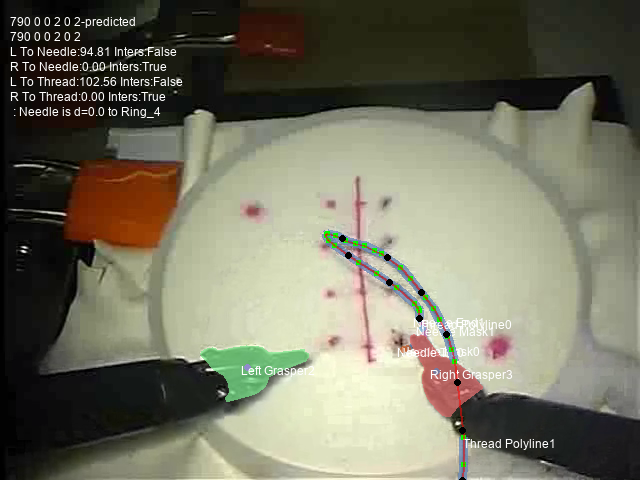 790 0 0 2 0 2-predicted
790 0 0 2 0 2
L To Needle:94.81 Inters:False
R To Needle:0.00 Inters:True
L To Thread:102.56 Inters:False
R To Thread:0.00 Inters:True
: Needle is d=0.0 to Ring_4
Thread Polyline0
Left Grasper2
Right Grasper3
Thread Polyline1